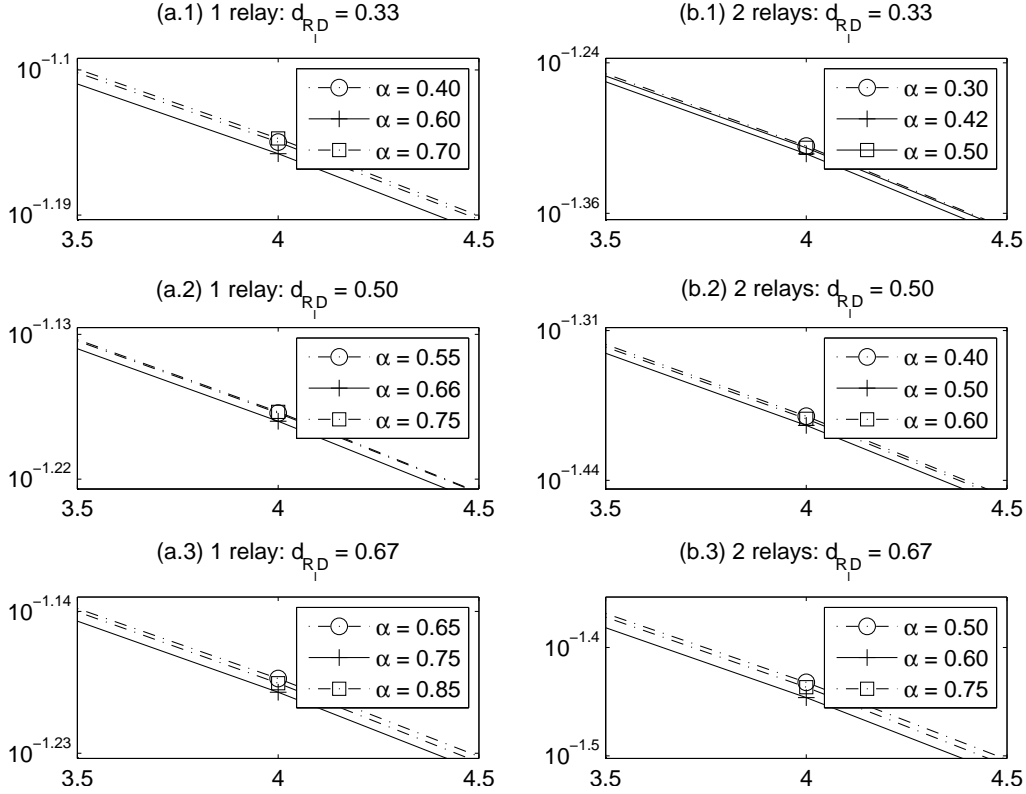 (a.1) 1 relay: d_{R_I D} = 0.33
10^{-1.1}
10^{-1.19}
α = 0.40
α = 0.60
α = 0.70
3.5 4 4.5
(b.1) 2 relays: d_{R_I D} = 0.33
10^{-1.24}
10^{-1.36}
α = 0.30
α = 0.42
α = 0.50
3.5 4 4.5
(a.2) 1 relay: d_{R_I D} = 0.50
10^{-1.13}
10^{-1.22}
α = 0.55
α = 0.66
α = 0.75
3.5 4 4.5
(b.2) 2 relays: d_{R_I D} = 0.50
10^{-1.31}
10^{-1.44}
α = 0.40
α = 0.50
α = 0.60
3.5 4 4.5
(a.3) 1 relay: d_{R_I D} = 0.67
10^{-1.14}
10^{-1.23}
α = 0.65
α = 0.75
α = 0.85
3.5 4 4.5
(b.3) 2 relays: d_{R_I D} = 0.67
10^{-1.4}
10^{-1.5}
α = 0.50
α = 0.60
α = 0.75
3.5 4 4.5